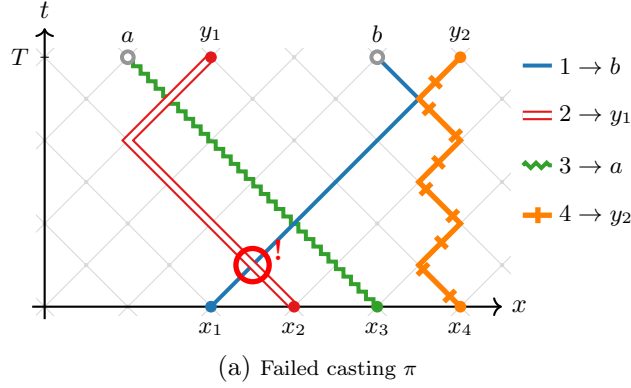 t
a y₁ b y₂
T
1 → b
2 → y₁
3 → a
4 → y₂
!
x
x₁ x₂ x₃ x₄
(a) Failed casting π